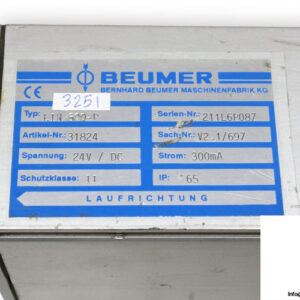 BEUMER
BERNHARD BEUMER MASCHINENFABRIK KG
CE
Typ:
3251
Serien-Nr: 211L6P087
Artikel-Nr: 31824
Sach-Nr: V2.1/697
Spannung: 24V / DC
Strom: 300mA
Schutzklasse: II
IP: 65
LAUFRICHTUNG